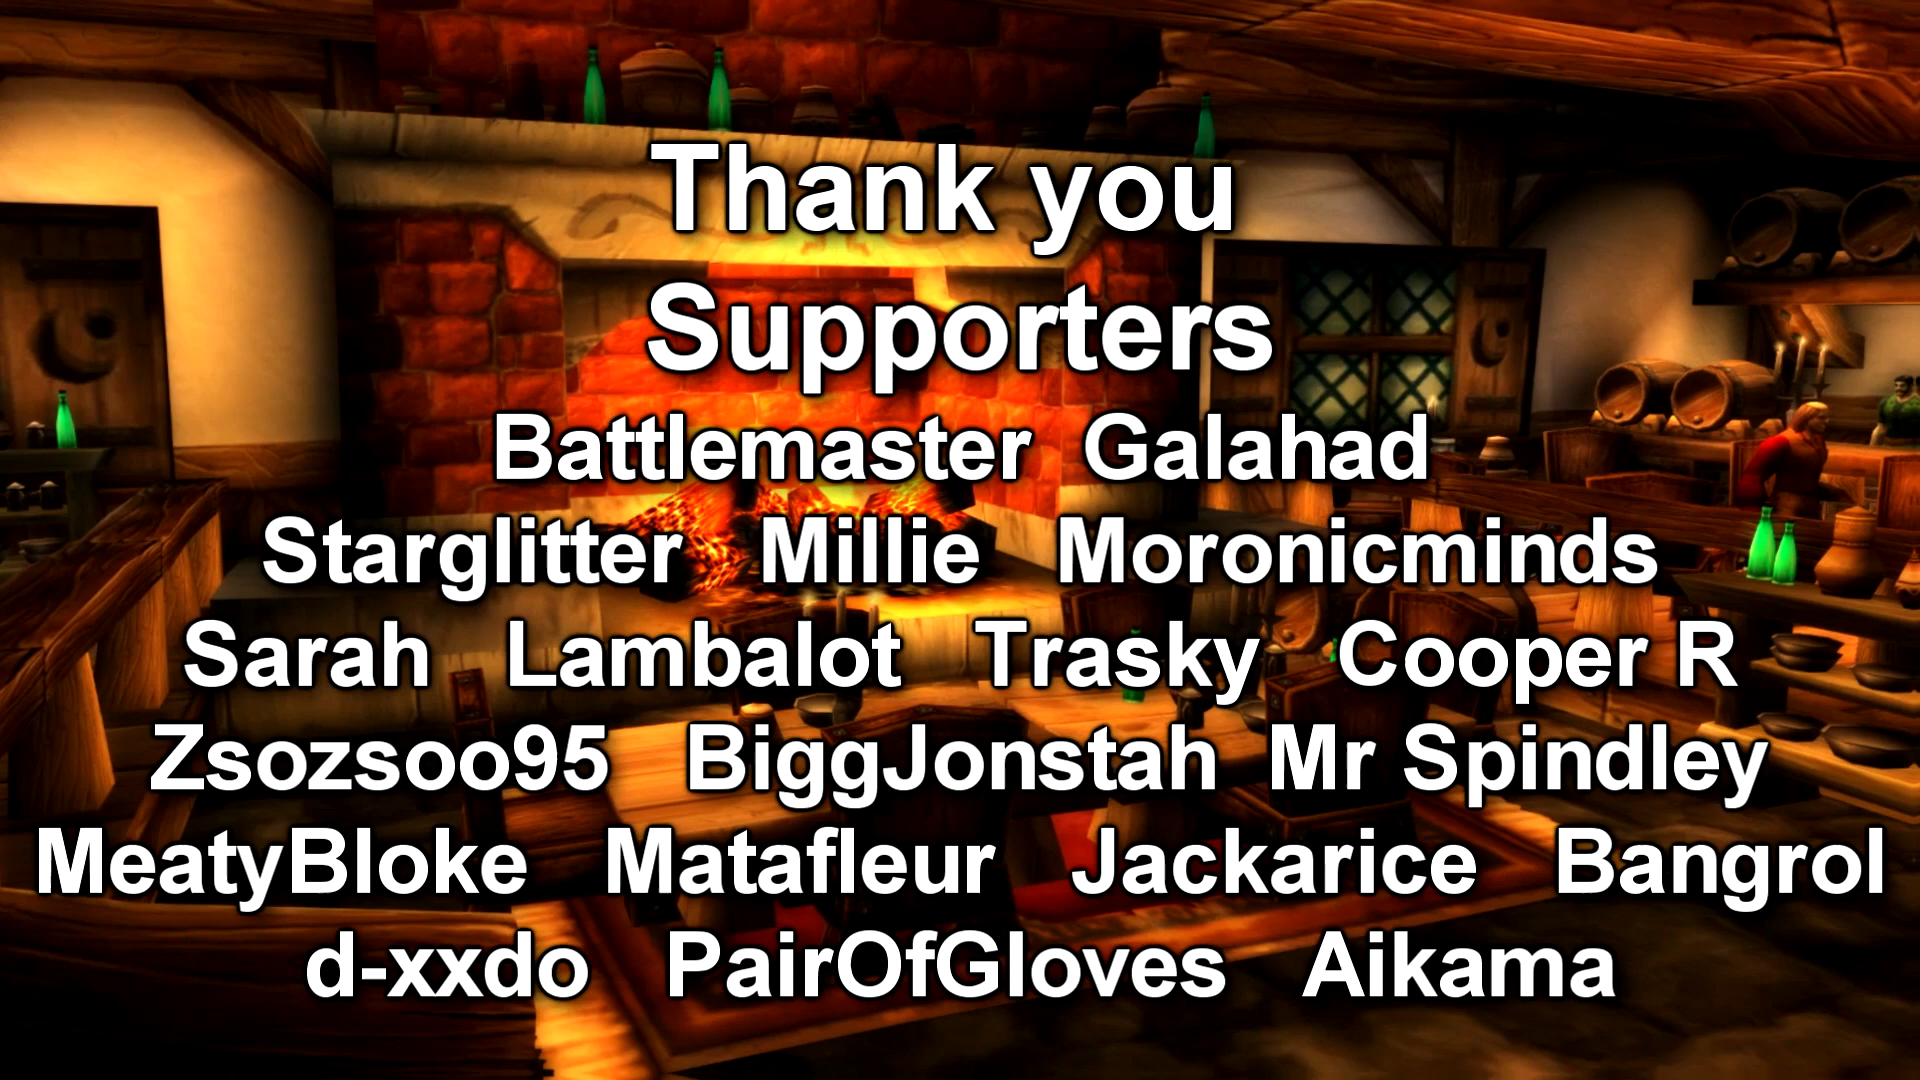 Thank you
Supporters
Battlemaster Galahad
Starglitter Millie Moronicminds
Sarah Lambalot Trasky Cooper R
Zsozsoo95 BiggJonstah Mr Spindley
MeatyBloke Matafleur Jackarice Bangrol
d-xxdo PairOfGloves Aikama